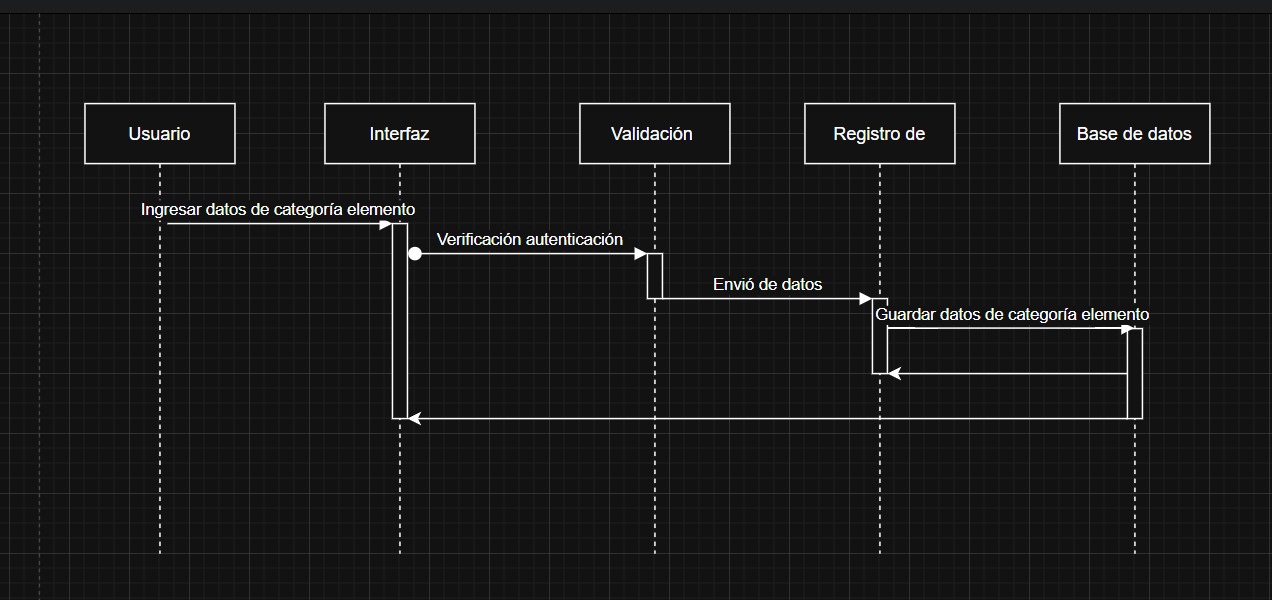 Usuario
Interfaz
Validación
Registro de
Base de datos
Ingresar datos de categoría elemento
Verificación autenticación
Envió de datos
Guardar datos de categoría elemento